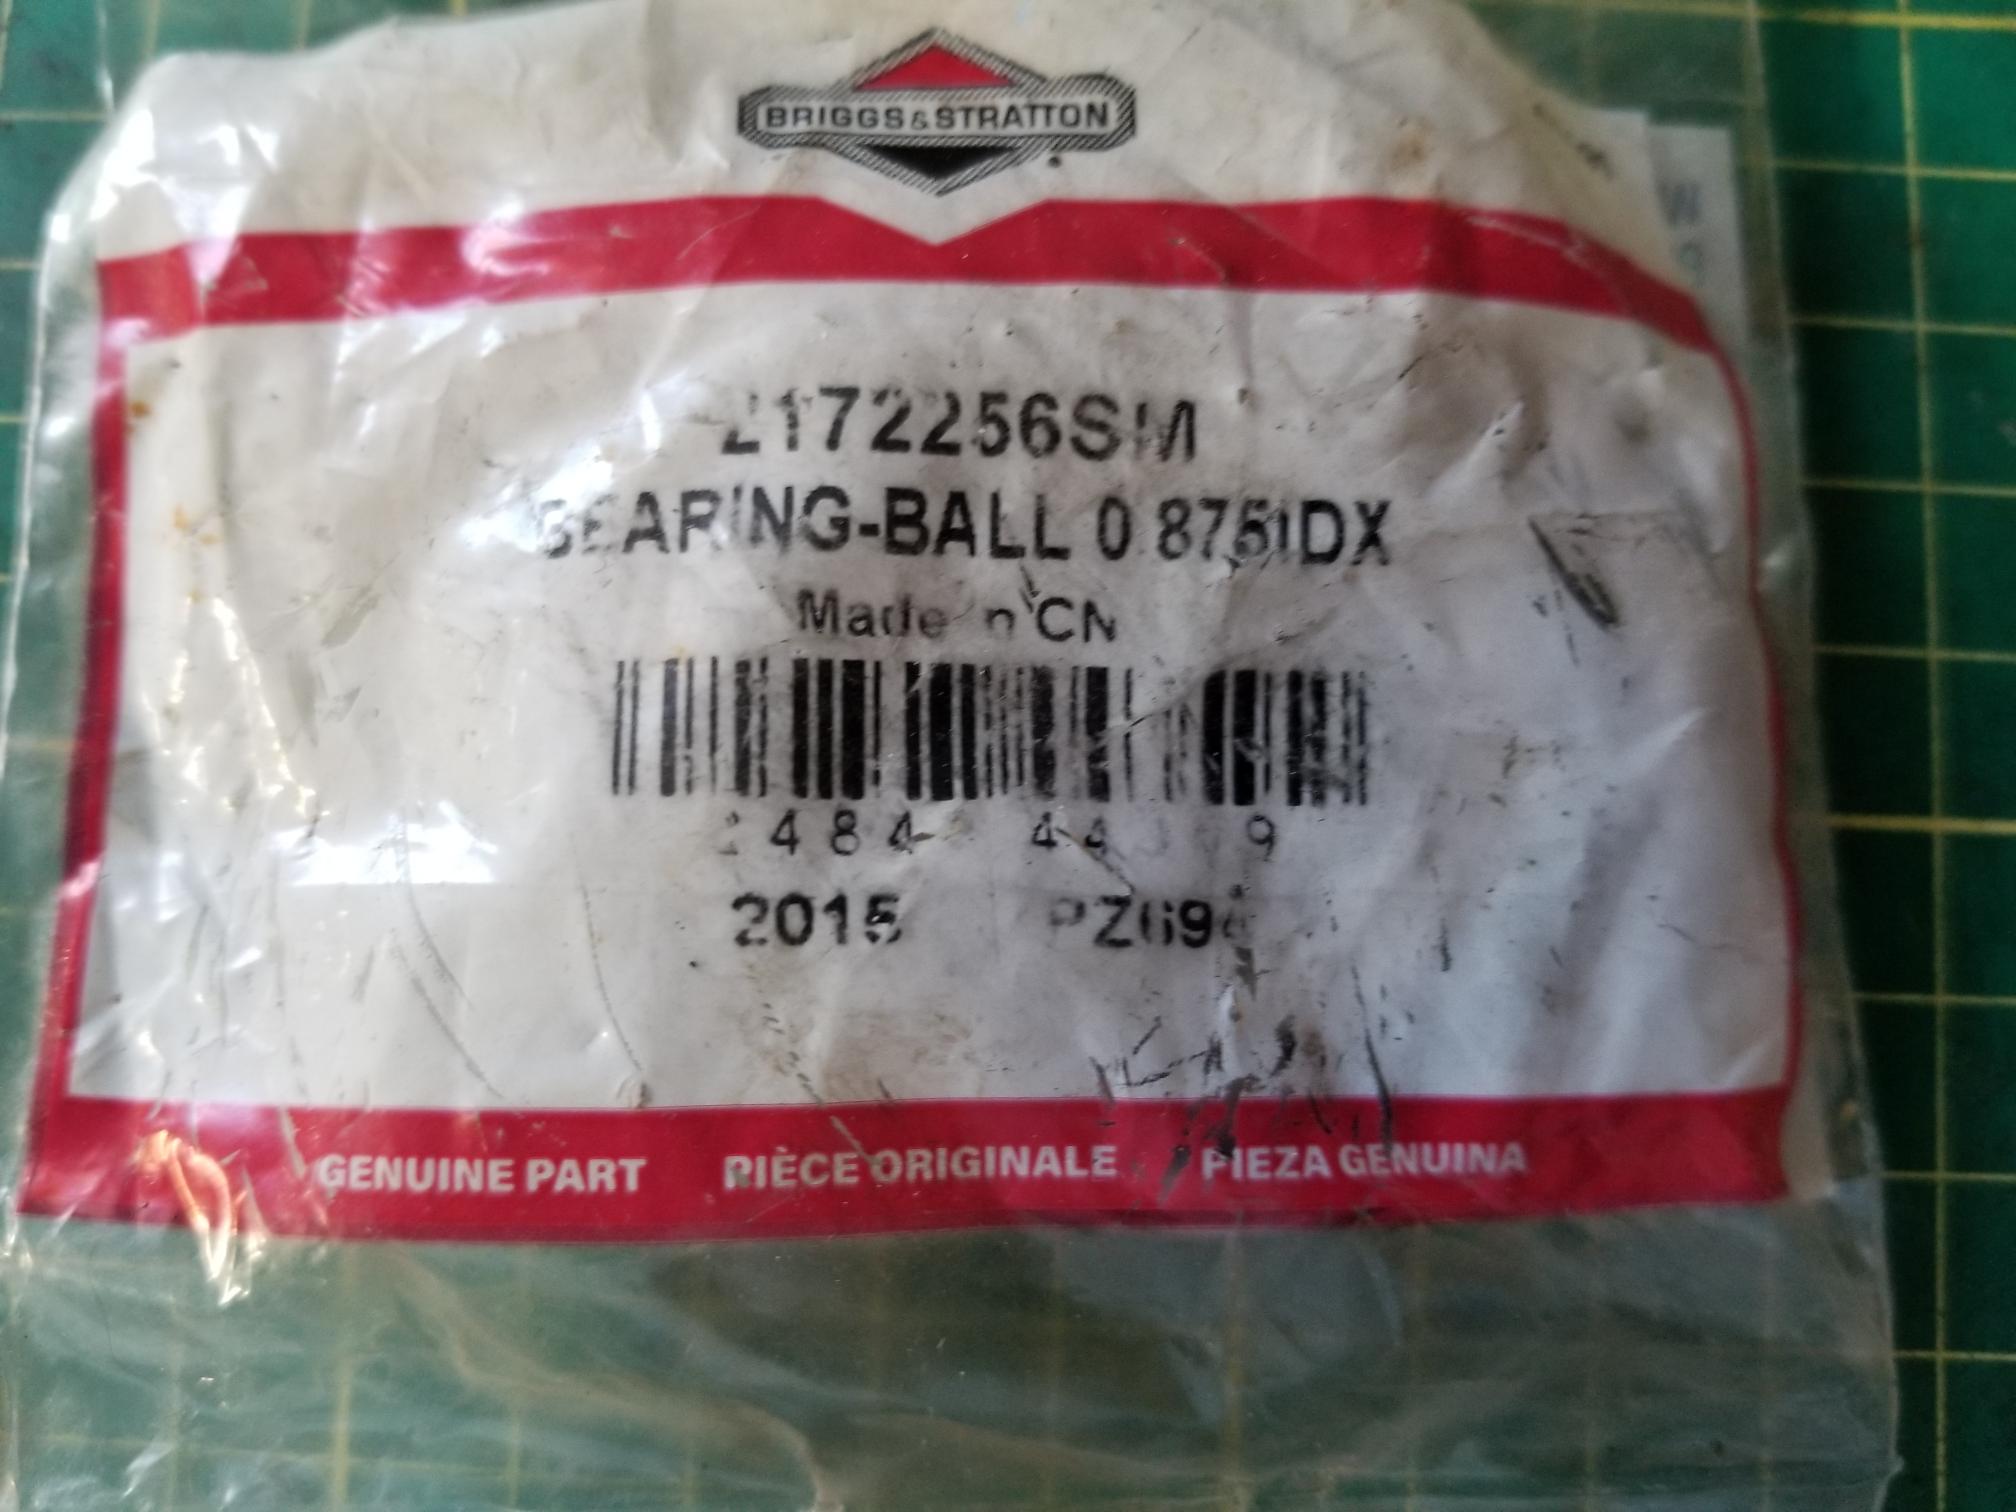 BRIGGS&STRATTON
2172256SM
BEARING-BALL 0.875IDX
Made in CN
2015
GENUINE PART PIÈCE ORIGINALE PIEZA GENUINA